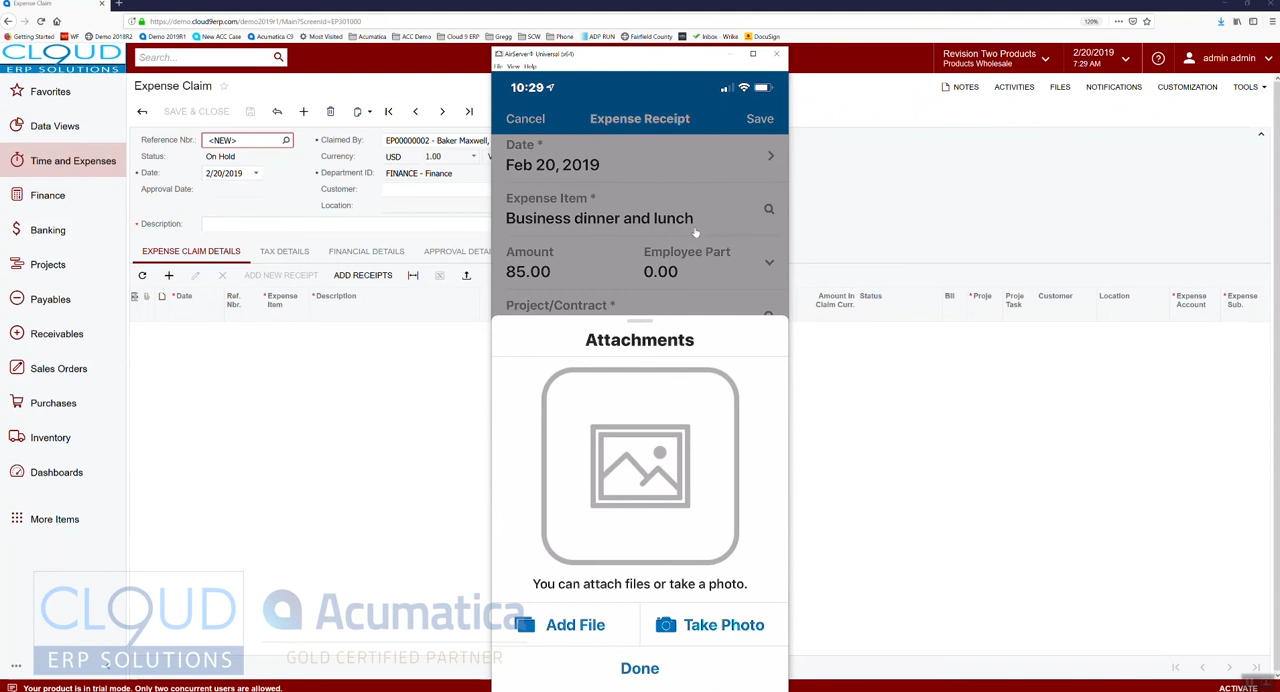 Expense Claim
https://demo.cloud9erp.com/demo2019r1/Main?ScreenId=EP301000
120%
Getting Started WF Demo 2018R2 Demo 2019R1 New ACC Case Acumatica C9 Most Visited Acumatica ACC Demo Cloud 9 ERP Gregg SCW Phone ADP RUN Fairfield County Inbox - Wrike DocuSign
CLOUD
ERP SOLUTIONS
Search...
AirServer® Universal (x64)
File View Help
Revision Two Products
Products Wholesale
2/20/2019
7:29 AM
admin admin
Favorites
Data Views
Time and Expenses
Finance
Banking
Projects
Payables
Receivables
Sales Orders
Purchases
Inventory
Dashboards
More Items
Expense Claim
NOTES ACTIVITIES FILES NOTIFICATIONS CUSTOMIZATION TOOLS
SAVE & CLOSE
Reference Nbr.: <NEW>
Status: On Hold
Date: 2/20/2019
Approval Date:
Description:
Claimed By: EP00000002 - Baker Maxwell,
Currency: USD 1.00
Department ID: FINANCE - Finance
Customer:
Location:
EXPENSE CLAIM DETAILS TAX DETAILS FINANCIAL DETAILS APPROVAL DETAI
ADD NEW RECEIPT ADD RECEIPTS
*Date Ref. Nbr. *Expense Item *Description Amount In Claim Curr. Status Bil *Proje Proje Task Customer Location *Expense Account *Expense Sub.
10:29
Cancel Expense Receipt Save
Date *
Feb 20, 2019
Expense Item *
Business dinner and lunch
Amount Employee Part
85.00 0.00
Project/Contract *
Attachments
You can attach files or take a photo.
Add File Take Photo
Done
CLOUD
9
ERP SOLUTIONS
Acumatica
GOLD CERTIFIED PARTNER
Your product is in trial mode. Only two concurrent users are allowed.
ACTIVATE